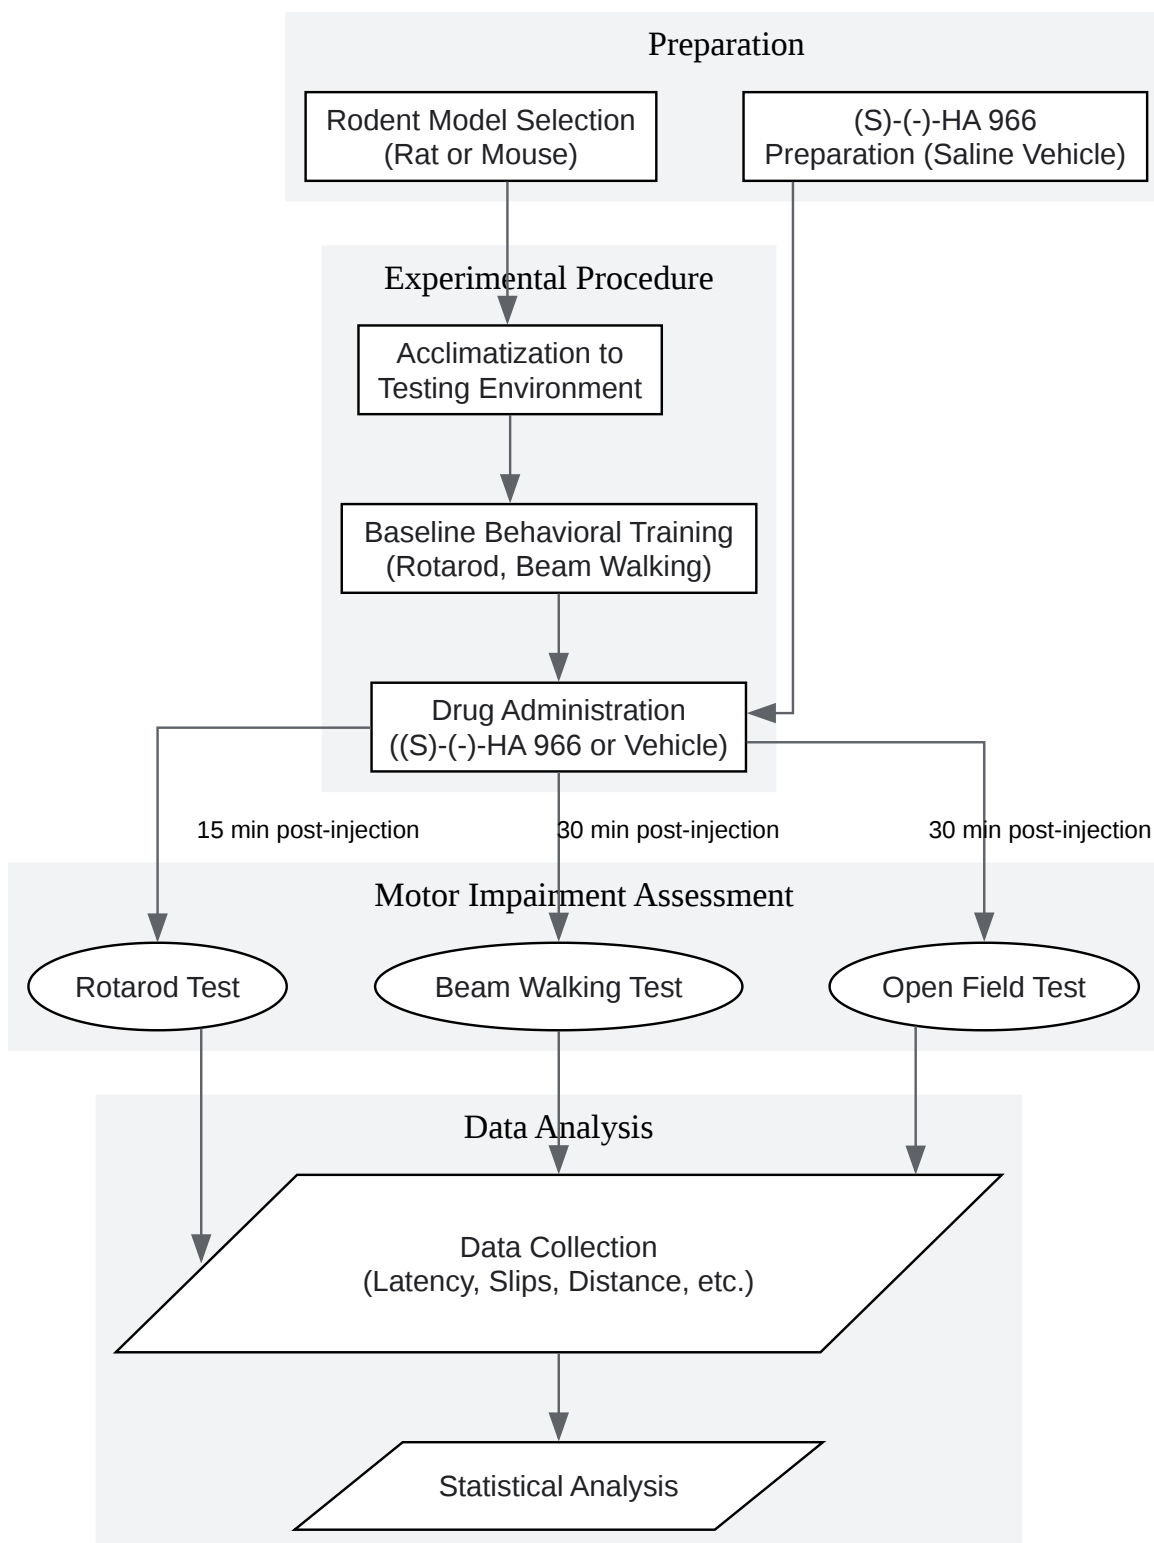 Preparation
Rodent Model Selection
(Rat or Mouse)
(S)-(-)-HA 966
Preparation (Saline Vehicle)
Experimental Procedure
Acclimatization to
Testing Environment
Baseline Behavioral Training
(Rotarod, Beam Walking)
Drug Administration
((S)-(-)-HA 966 or Vehicle)
15 min post-injection
30 min post-injection
30 min post-injection
Motor Impairment Assessment
Rotarod Test
Beam Walking Test
Open Field Test
Data Analysis
Data Collection
(Latency, Slips, Distance, etc.)
Statistical Analysis